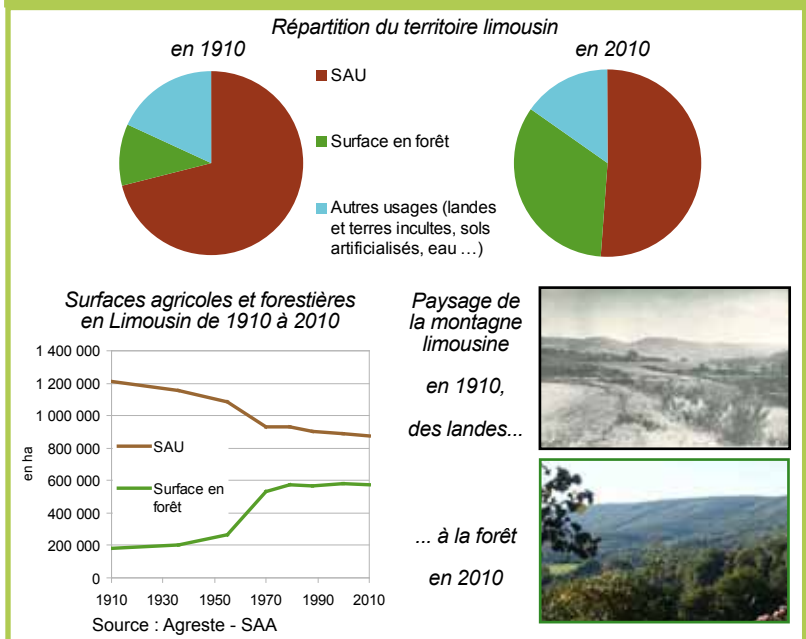 Répartition du territoire limousin
en 1910
en 2010
SAU
Surface en forêt
Autres usages (landes
et terres incultes, sols
artificialisés, eau …)
Surfaces agricoles et forestières
en Limousin de 1910 à 2010
1 400 000
1 200 000
1 000 000
800 000
600 000
400 000
200 000
0
en ha
SAU
Surface en
forêt
1910
1930
1950
1970
1990
2010
Source : Agreste - SAA
Paysage de
la montagne
limousine
en 1910,
des landes...
... à la forêt
en 2010